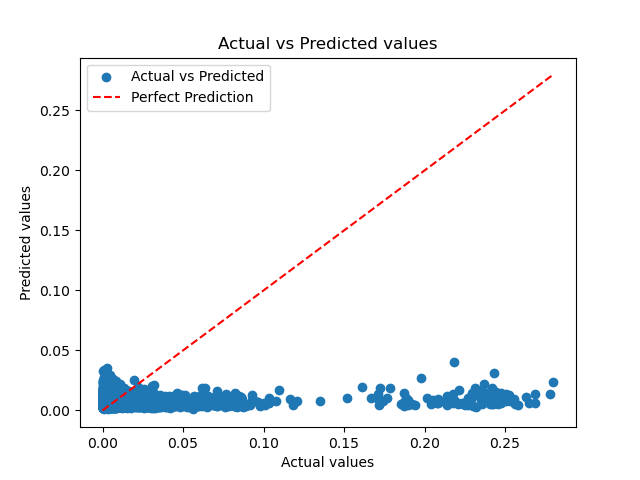 Actual vs Predicted values
Actual vs Predicted
Perfect Prediction
Predicted values
0.25
0.20
0.15
0.10
0.05
0.00
0.00 0.05 0.10 0.15 0.20 0.25
Actual values